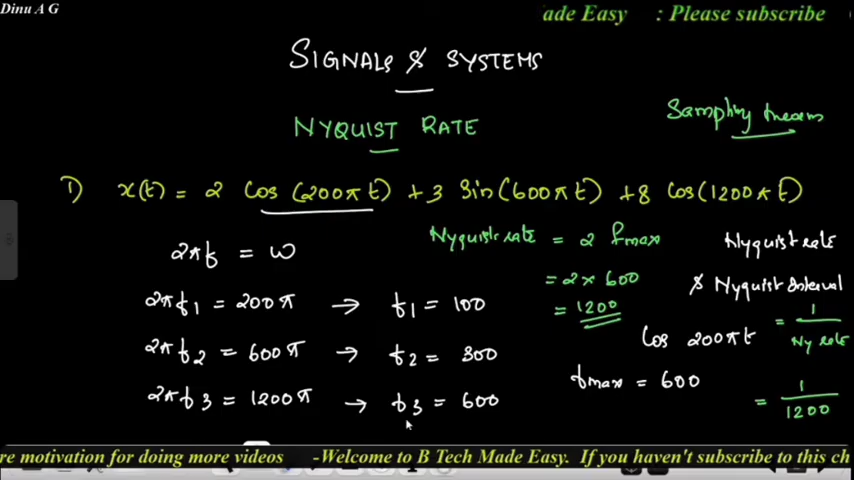 Dinu A G
ade Easy : Please subscribe
SIGNALS & SYSTEMS
NYQUIST RATE
Sampling theorem
1) x(t) = 2 Cos (200π t) + 3 Sin (600π t) + 8 Cos (1200π t)
2πf = ω
2πf1 = 200π → f1 = 100
2πf2 = 600π → f2 = 300
2πf3 = 1200π → f3 = 600
Nyquist rate = 2 fmax
= 2 × 600
= 1200
Nyquist rate
& Nyquist Interval
= 1 / Ny rate
Cos 200πt
fmax = 600
= 1 / 1200
re motivation for doing more videos -Welcome to B Tech Made Easy. If you haven't subscribe to this ch